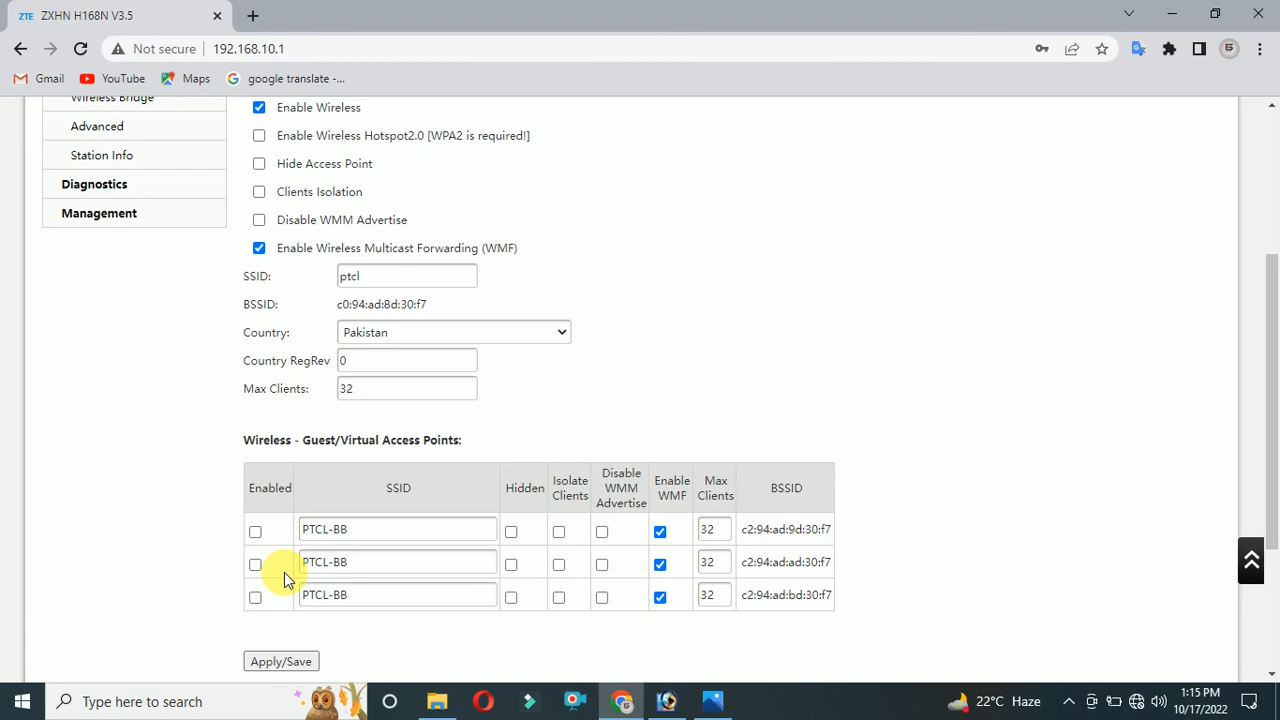 ZTE ZXHN H168N V3.5
Not secure 192.168.10.1
Gmail YouTube Maps google translate -...
Wireless Bridge
Advanced
Station Info
Diagnostics
Management
Enable Wireless
Enable Wireless Hotspot2.0 [WPA2 is required!]
Hide Access Point
Clients Isolation
Disable WMM Advertise
Enable Wireless Multicast Forwarding (WMF)
SSID: ptcl
BSSID: c0:94:ad:8d:30:f7
Country: Pakistan
Country RegRev 0
Max Clients: 32
Wireless - Guest/Virtual Access Points:
Enabled SSID Hidden Isolate Clients Disable WMM Advertise Enable WMF Max Clients BSSID
PTCL-BB 32 c2:94:ad:9d:30:f7
PTCL-BB 32 c2:94:ad:ad:30:f7
PTCL-BB 32 c2:94:ad:bd:30:f7
Apply/Save
Type here to search
22°C Haze
1:15 PM
10/17/2022